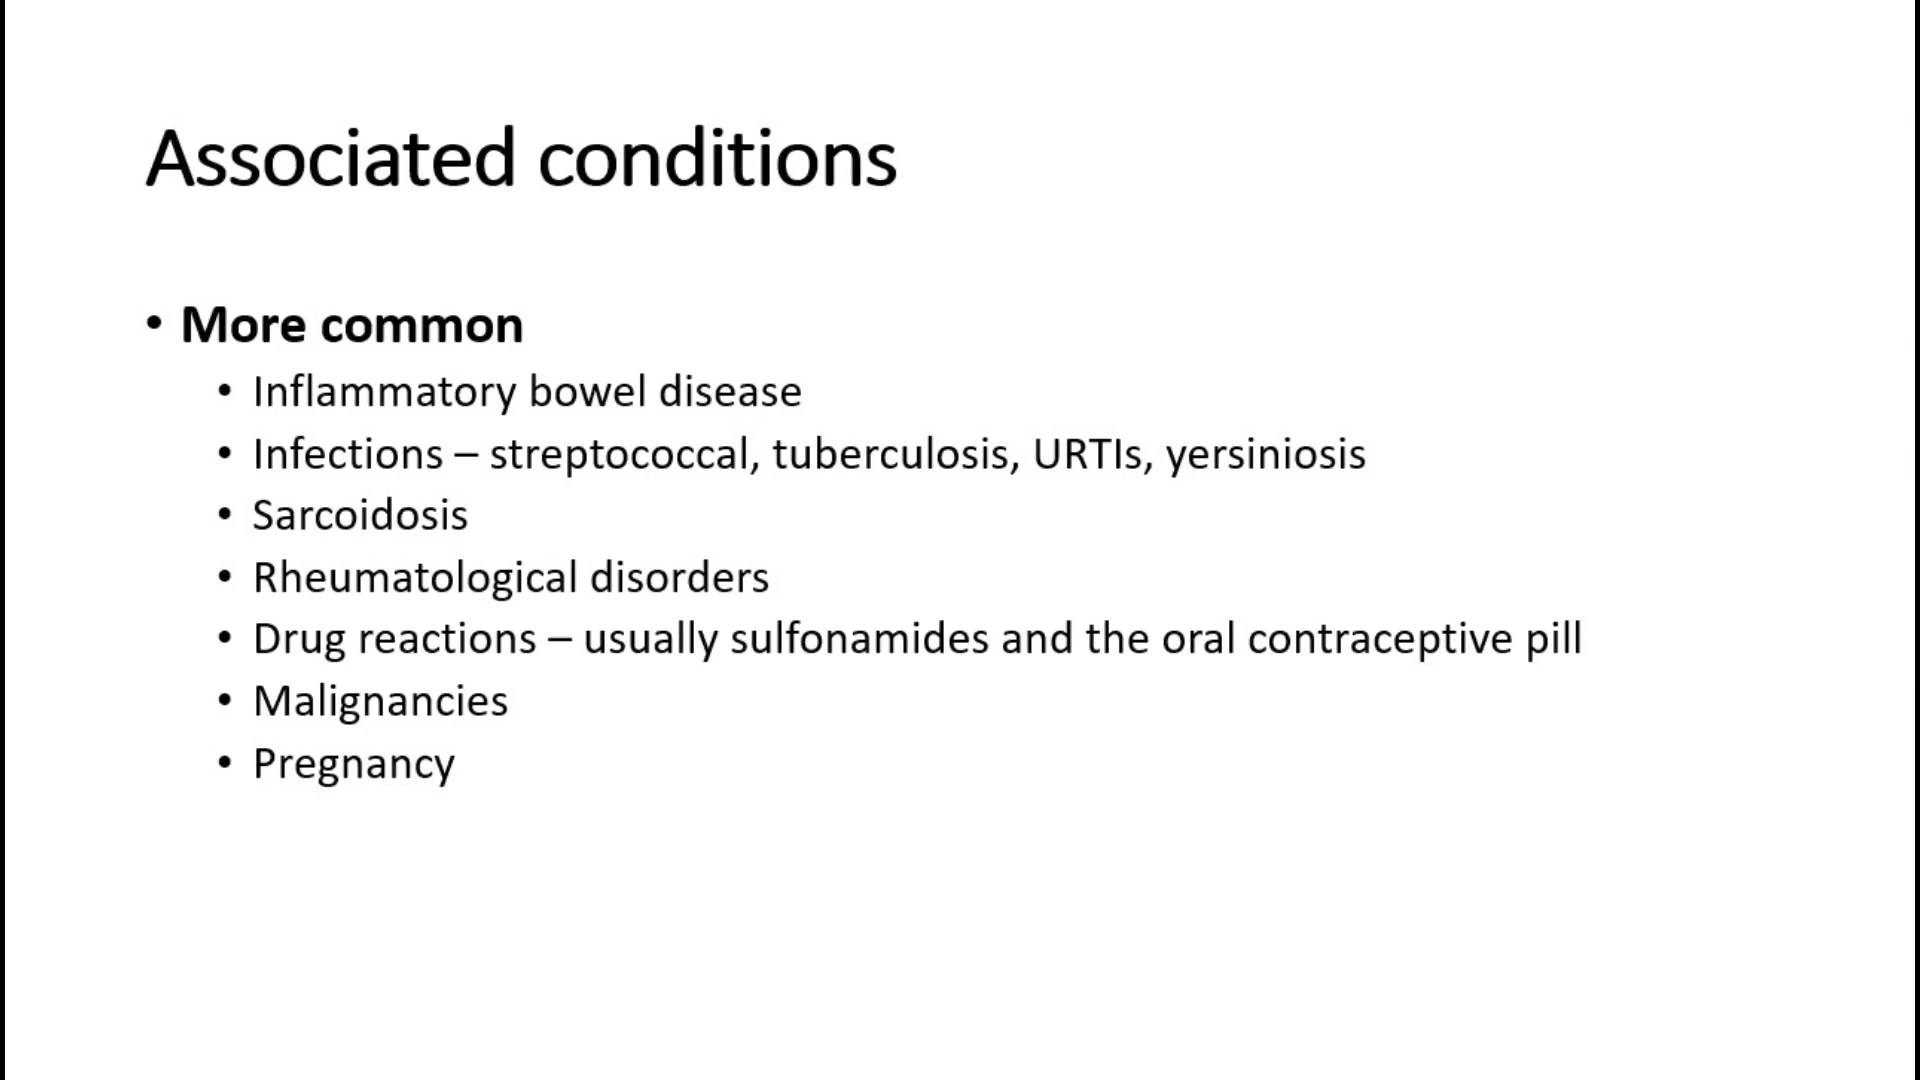 Associated conditions
• More common
• Inflammatory bowel disease
• Infections – streptococcal, tuberculosis, URTIs, yersiniosis
• Sarcoidosis
• Rheumatological disorders
• Drug reactions – usually sulfonamides and the oral contraceptive pill
• Malignancies
• Pregnancy